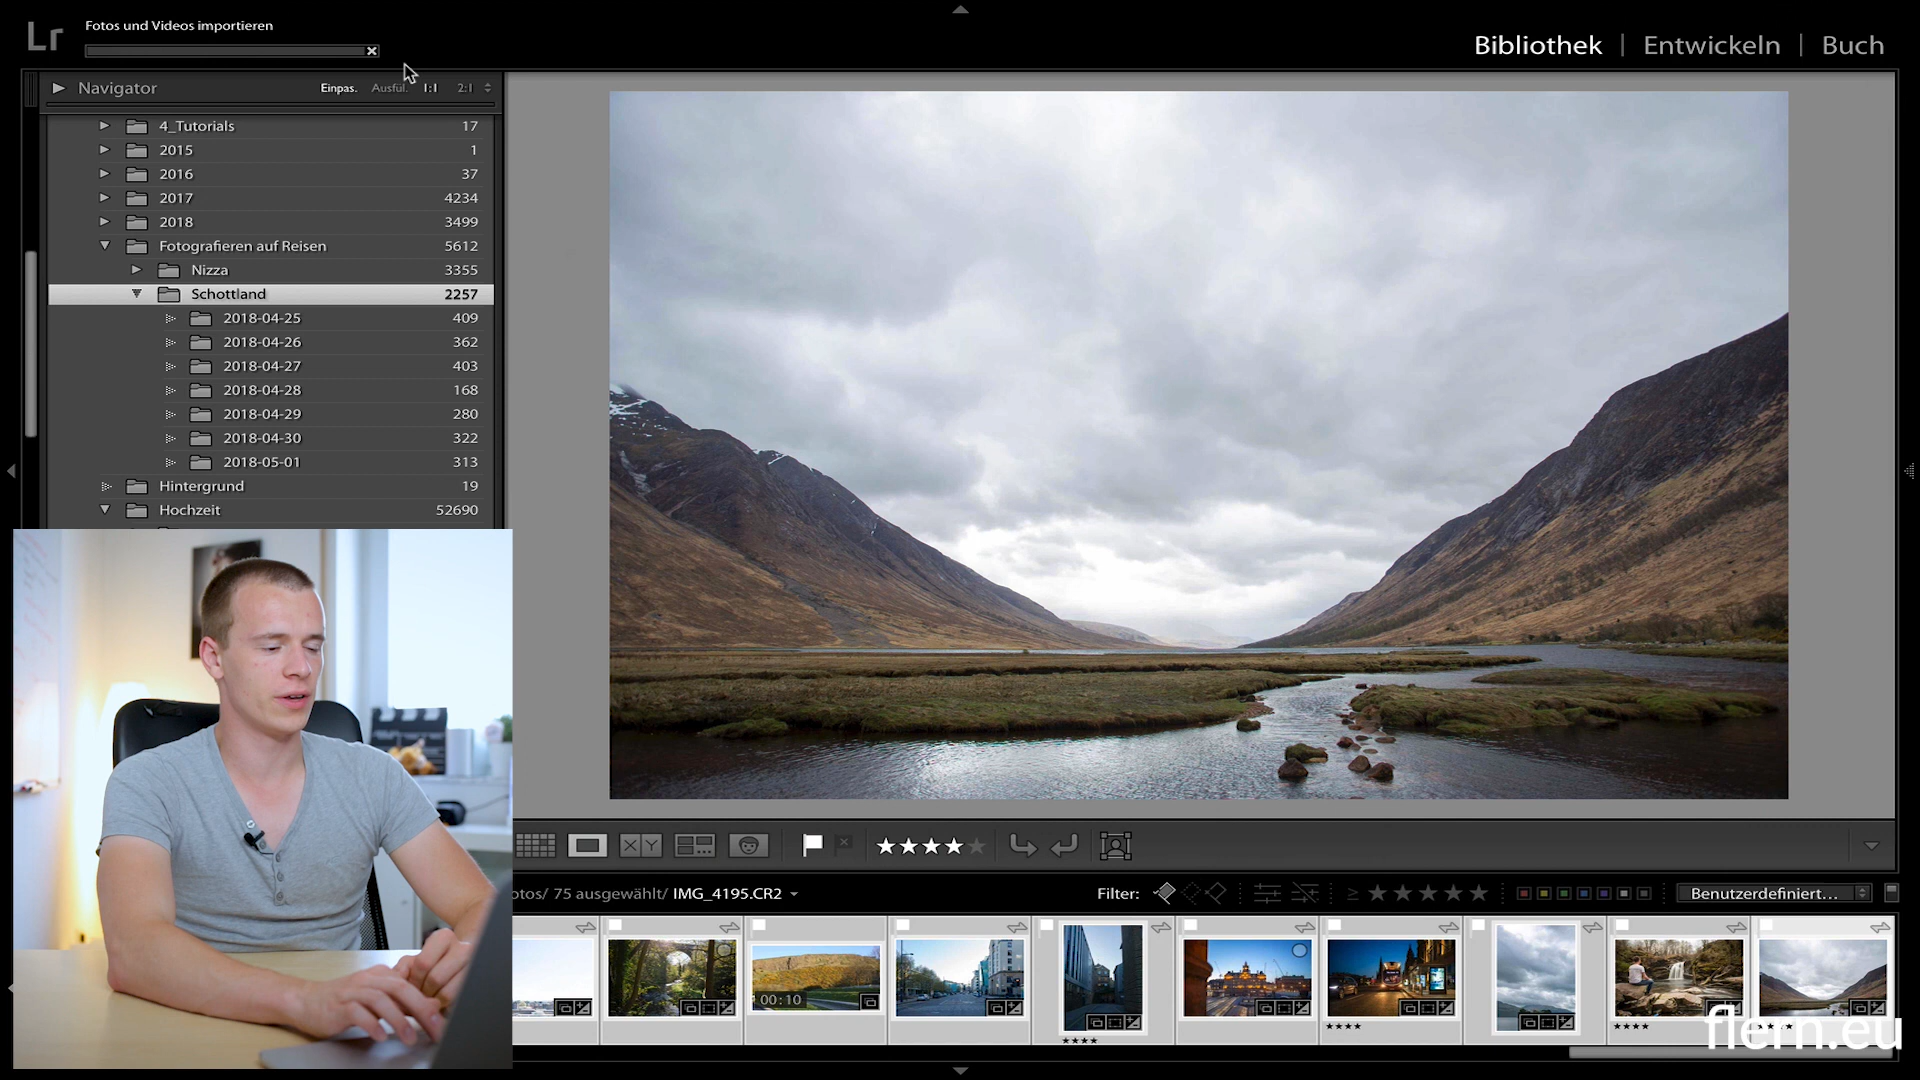 Lr
Fotos und Videos importieren
Bibliothek | Entwickeln | Buch
Navigator
Einpas. Ausfül. 1:1 2:1
4_Tutorials 17
2015 1
2016 37
2017 4234
2018 3499
Fotografieren auf Reisen 5612
Nizza 3355
Schottland 2257
2018-04-25 409
2018-04-26 362
2018-04-27 403
2018-04-28 168
2018-04-29 280
2018-04-30 322
2018-05-01 313
Hintergrund 19
Hochzeit 52690
XY
otos/ 75 ausgewählt/ IMG_4195.CR2
Filter:
Benutzerdefiniert...
00:10
flern.eu